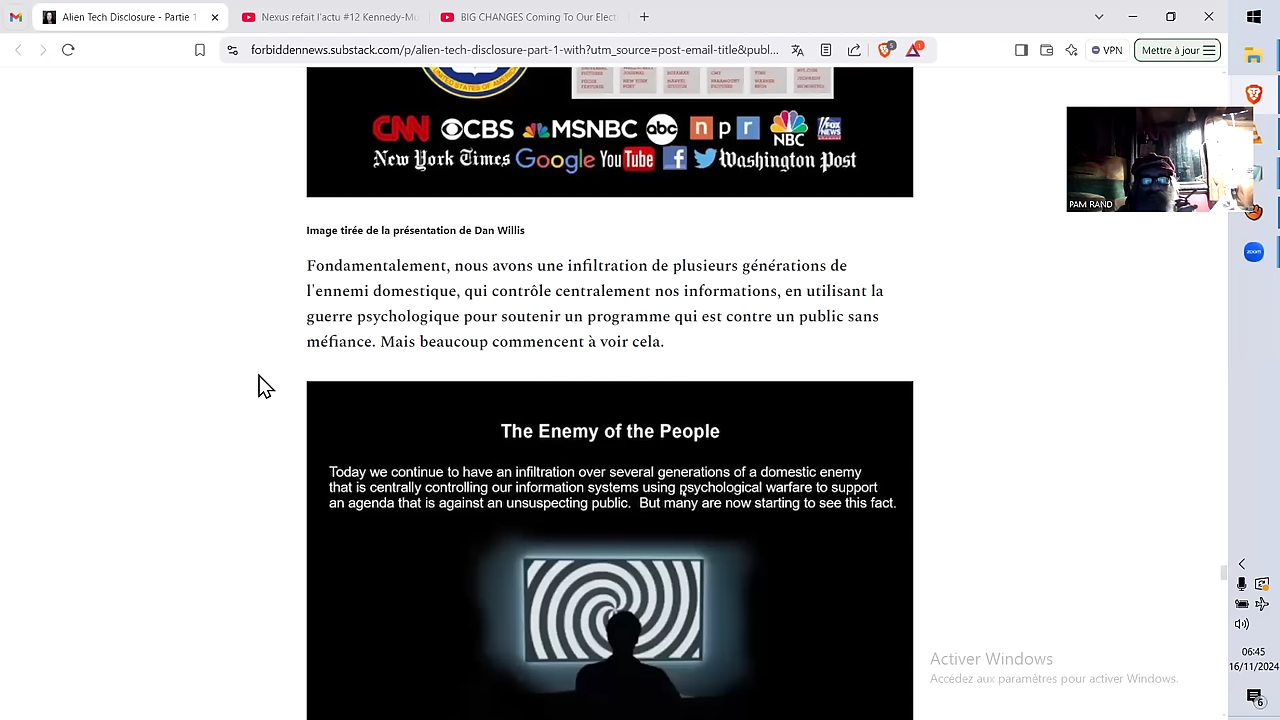 Alien Tech Disclosure - Partie 1
Nexus refait l'actu #12 Kennedy-Mu
BIG CHANGES Coming To Our Elect
forbiddennews.substack.com/p/alien-tech-disclosure-part-1-with?utm_source=post-email-title&publ...
VPN
Mettre à jour
CNN CBS MSNBC abc npr NBC FOX NEWS
New York Times Google YouTube f Washington Post
PAM RAND
Image tirée de la présentation de Dan Willis
Fondamentalement, nous avons une infiltration de plusieurs générations de
l'ennemi domestique, qui contrôle centralement nos informations, en utilisant la
guerre psychologique pour soutenir un programme qui est contre un public sans
méfiance. Mais beaucoup commencent à voir cela.
zoom
The Enemy of the People
Today we continue to have an infiltration over several generations of a domestic enemy
that is centrally controlling our information systems using psychological warfare to support
an agenda that is against an unsuspecting public. But many are now starting to see this fact.
Activer Windows
Accédez aux paramètres pour activer Windows.
06:45
16/11/2024